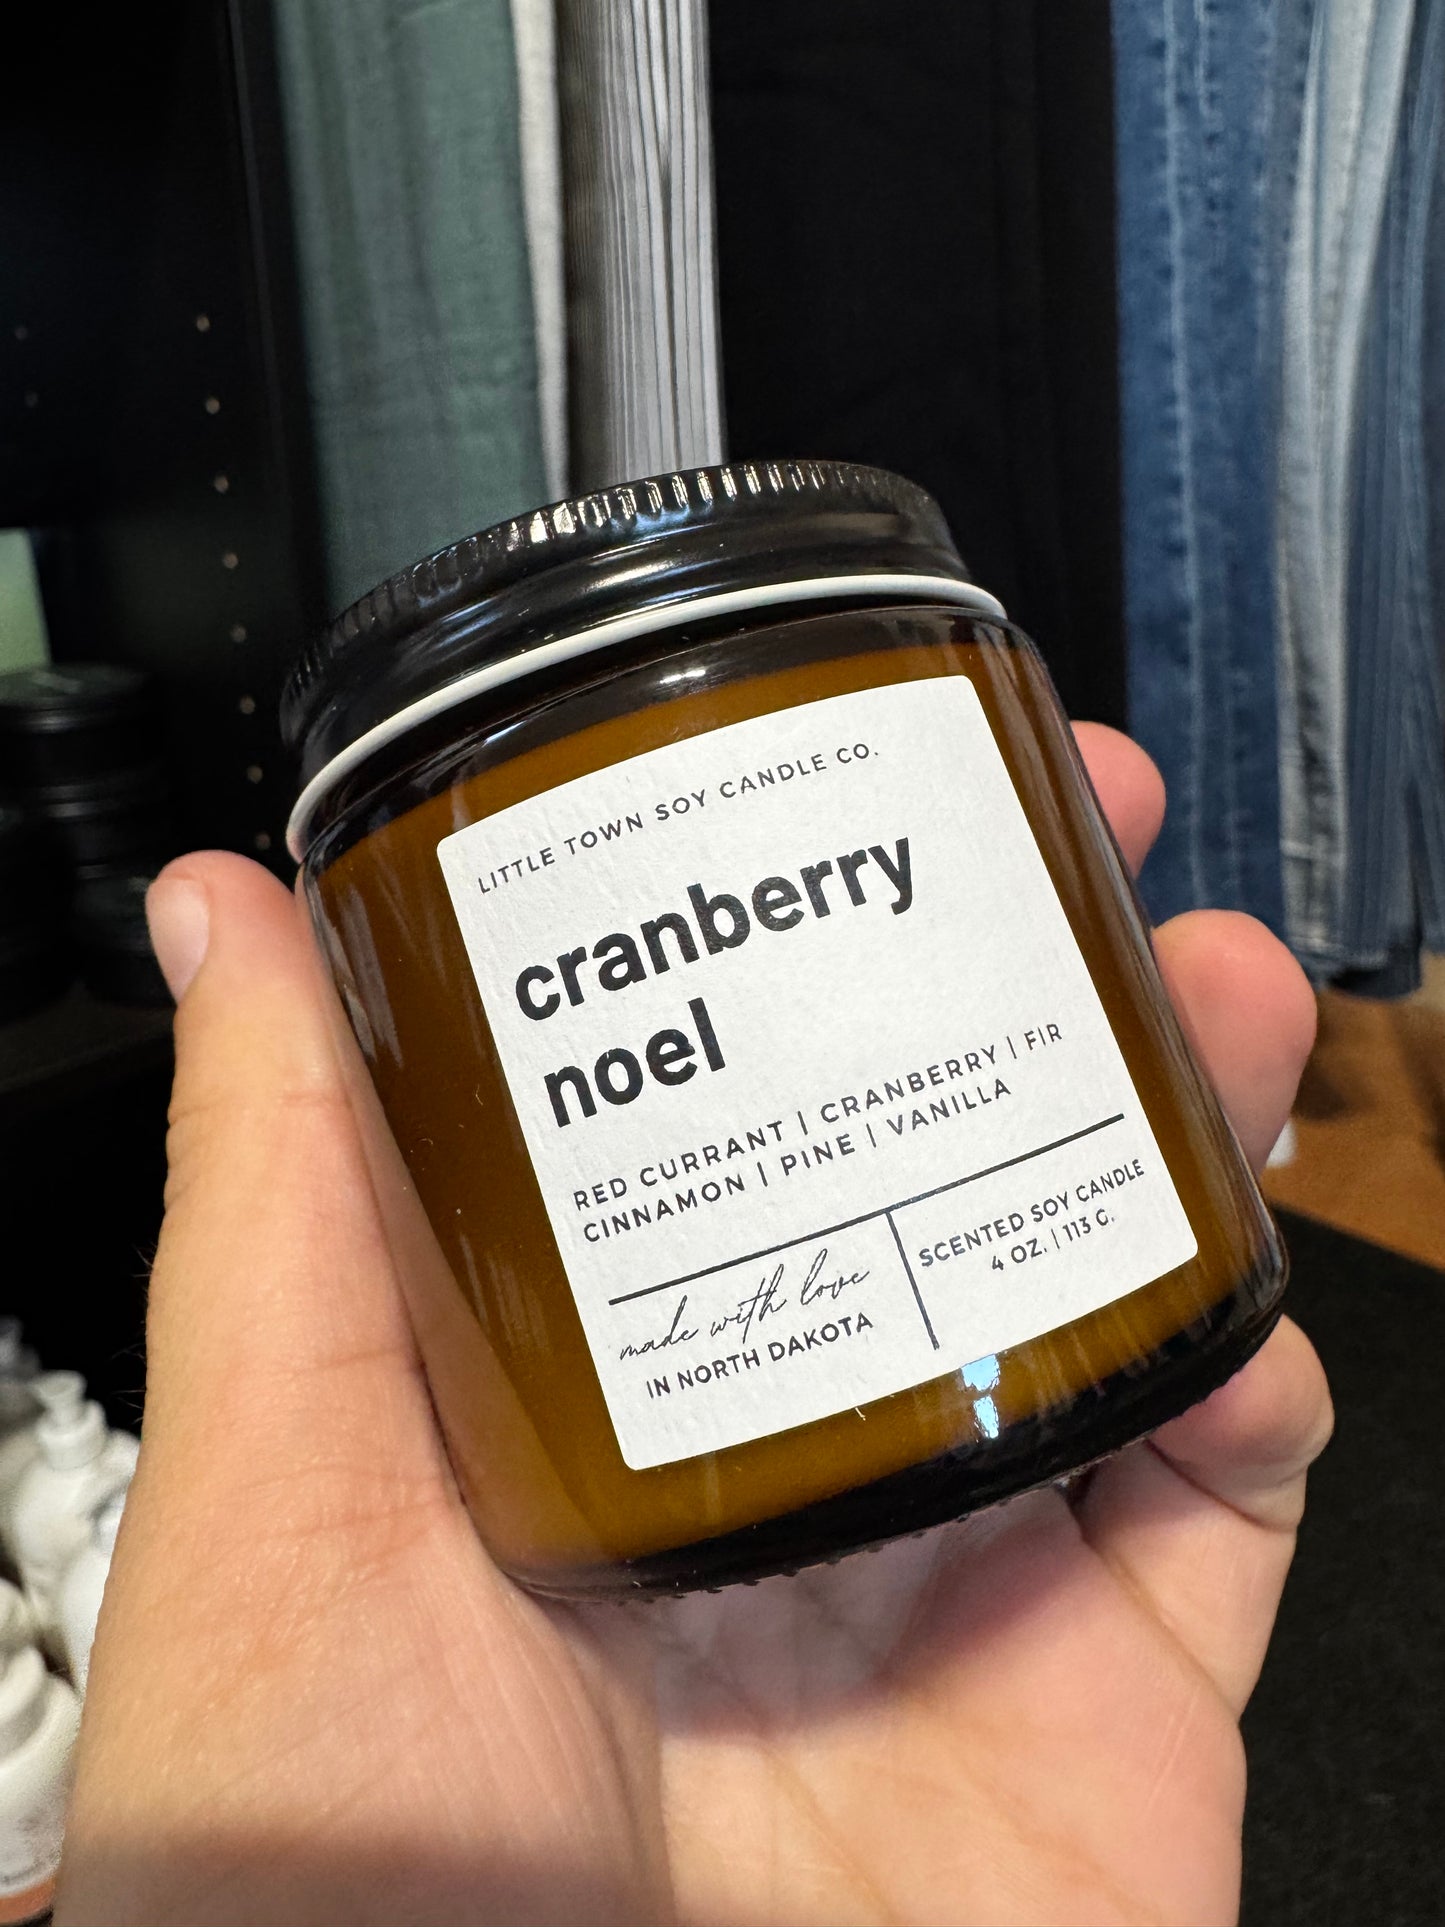 LITTLE TOWN SOY CANDLE CO.
cranberry
noel
RED CURRANT | CRANBERRY | FIR
CINNAMON | PINE | VANILLA
made with love
IN NORTH DAKOTA
SCENTED SOY CANDLE
4 OZ. | 113 G.